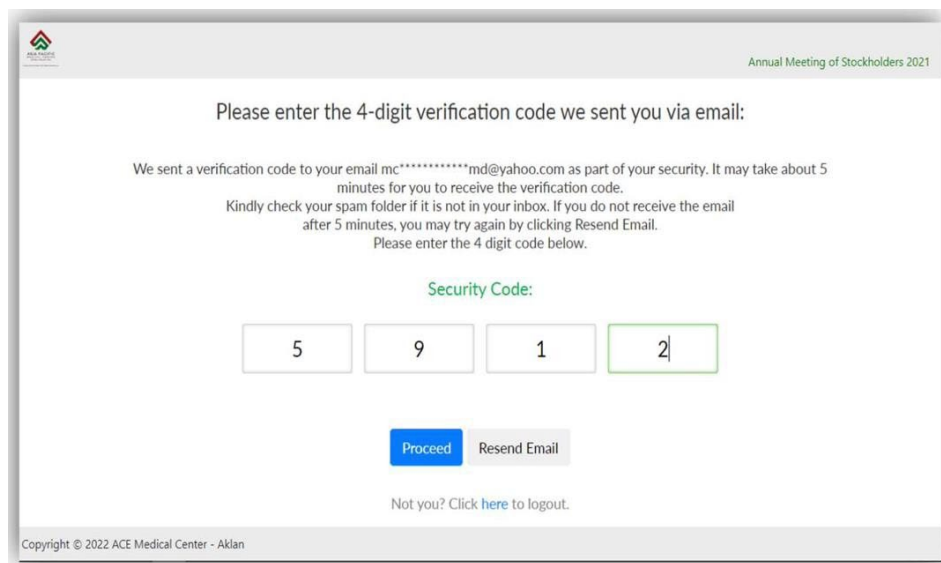 Annual Meeting of Stockholders 2021
Please enter the 4-digit verification code we sent you via email:
We sent a verification code to your email mc************md@yahoo.com as part of your security. It may take about 5
minutes for you to receive the verification code.
Kindly check your spam folder if it is not in your inbox. If you do not receive the email
after 5 minutes, you may try again by clicking Resend Email.
Please enter the 4 digit code below.
Security Code:
5 9 1 2
Proceed Resend Email
Not you? Click here to logout.
Copyright © 2022 ACE Medical Center - Aklan